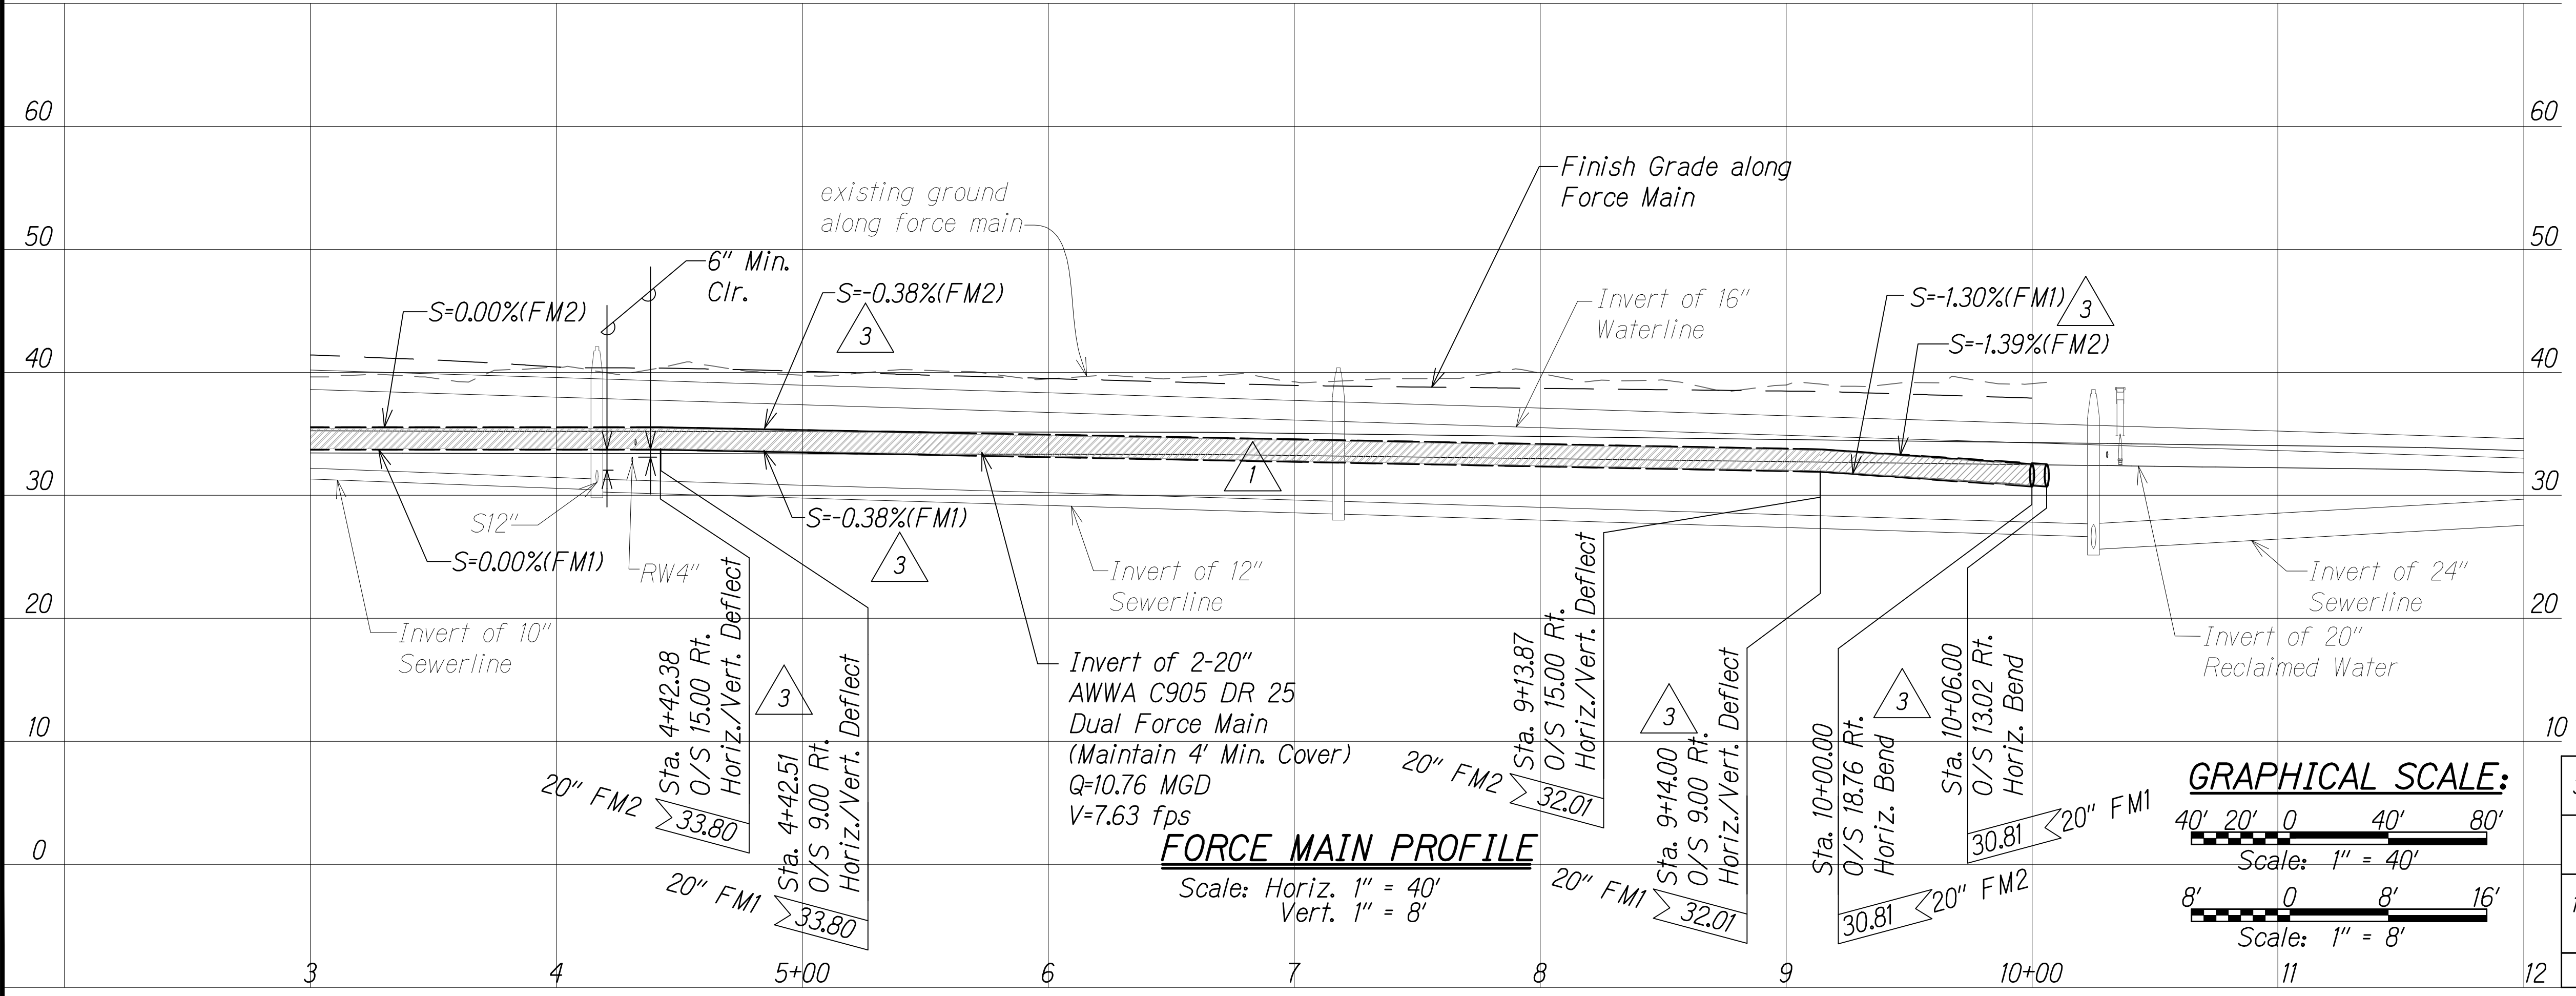 60
50
40
30
20
10
0
60
50
40
30
20
10
existing ground
along force main
Finish Grade along
Force Main
6" Min.
Clr.
S=0.00%(FM2)
S=-0.38%(FM2)
3
Invert of 16"
Waterline
S=-1.30%(FM1)
3
S=-1.39%(FM2)
1
S12"
S=0.00%(FM1)
RW4"
S=-0.38%(FM1)
3
Invert of 10"
Sewerline
Invert of 12"
Sewerline
Invert of 24"
Sewerline
Invert of 20"
Reclaimed Water
Invert of 2-20"
AWWA C905 DR 25
Dual Force Main
(Maintain 4' Min. Cover)
Q=10.76 MGD
V=7.63 fps
Sta. 4+42.38
O/S 15.00 Rt.
Horiz./Vert. Deflect
20" FM2
33.80
3
Sta. 4+42.51
O/S 9.00 Rt.
Horiz./Vert. Deflect
20" FM1
33.80
Sta. 9+13.87
O/S 15.00 Rt.
Horiz./Vert. Deflect
20" FM2
32.01
3
Sta. 9+14.00
O/S 9.00 Rt.
Horiz./Vert. Deflect
20" FM1
32.01
Sta. 10+00.00
O/S 18.76 Rt.
Horiz. Bend
3
30.81
20" FM2
Sta. 10+06.00
O/S 13.02 Rt.
Horiz. Bend
30.81
20" FM1
FORCE MAIN PROFILE
Scale: Horiz. 1" = 40'
Vert. 1" = 8'
GRAPHICAL SCALE:
40' 20' 0 40' 80'
Scale: 1" = 40'
8' 0 8' 16'
Scale: 1" = 8'
3 4 5+00 6 7 8 9 10+00 11 12